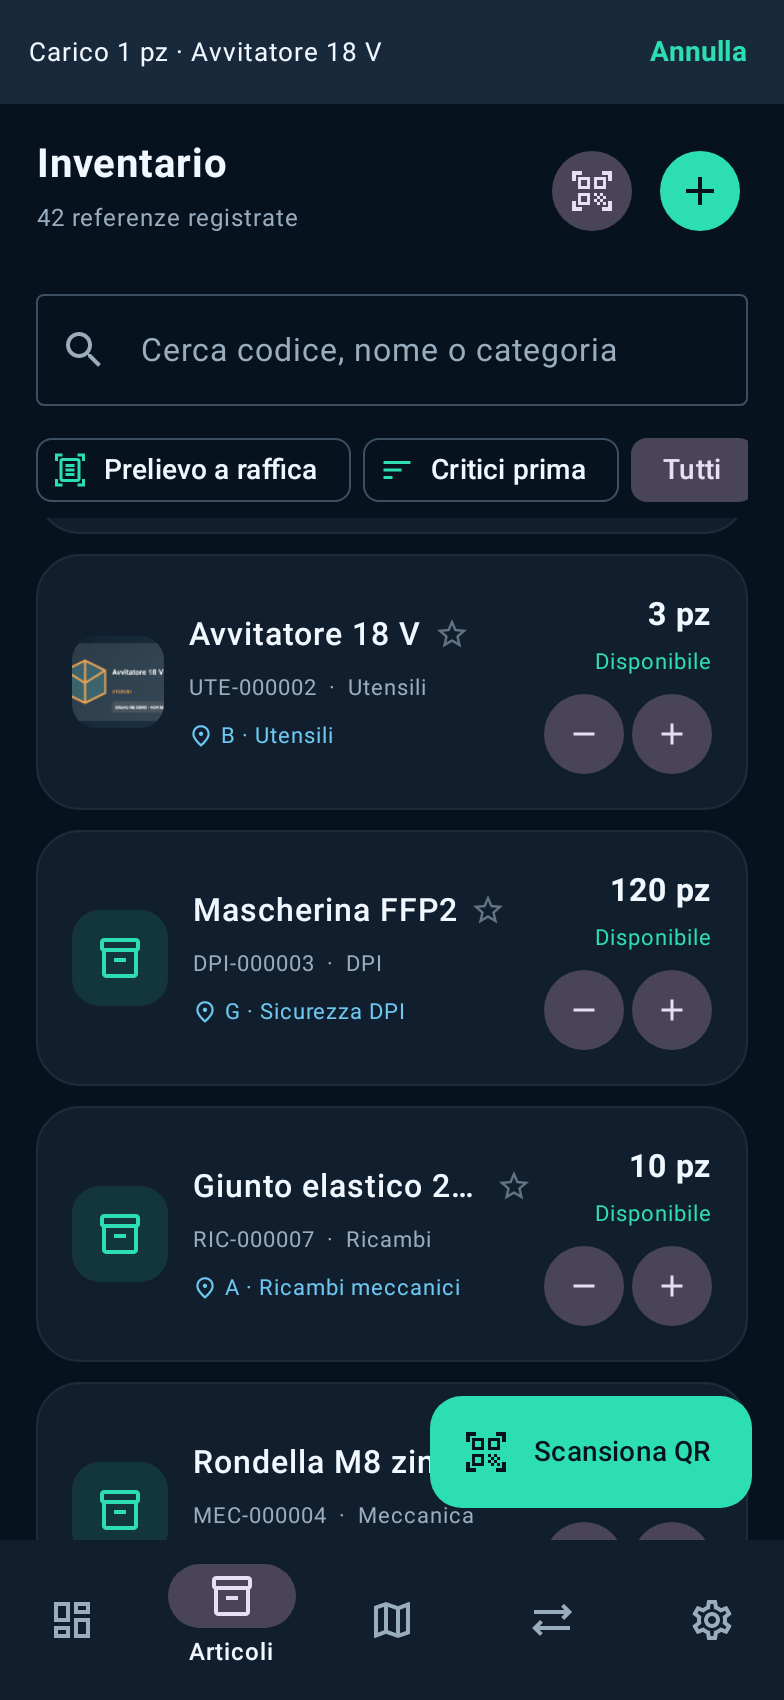 Carico 1 pz · Avvitatore 18 V
Annulla
Inventario
42 referenze registrate
Cerca codice, nome o categoria
Prelievo a raffica
Critici prima
Tutti
Avvitatore 18 V
3 pz
Disponibile
Avvitatore 18 V
UTE-000002 · Utensili
B · Utensili
Mascherina FFP2
120 pz
Disponibile
DPI-000003 · DPI
G · Sicurezza DPI
Giunto elastico 2…
10 pz
Disponibile
RIC-000007 · Ricambi
A · Ricambi meccanici
Rondella M8 zin
Scansiona QR
MEC-000004 · Meccanica
Articoli